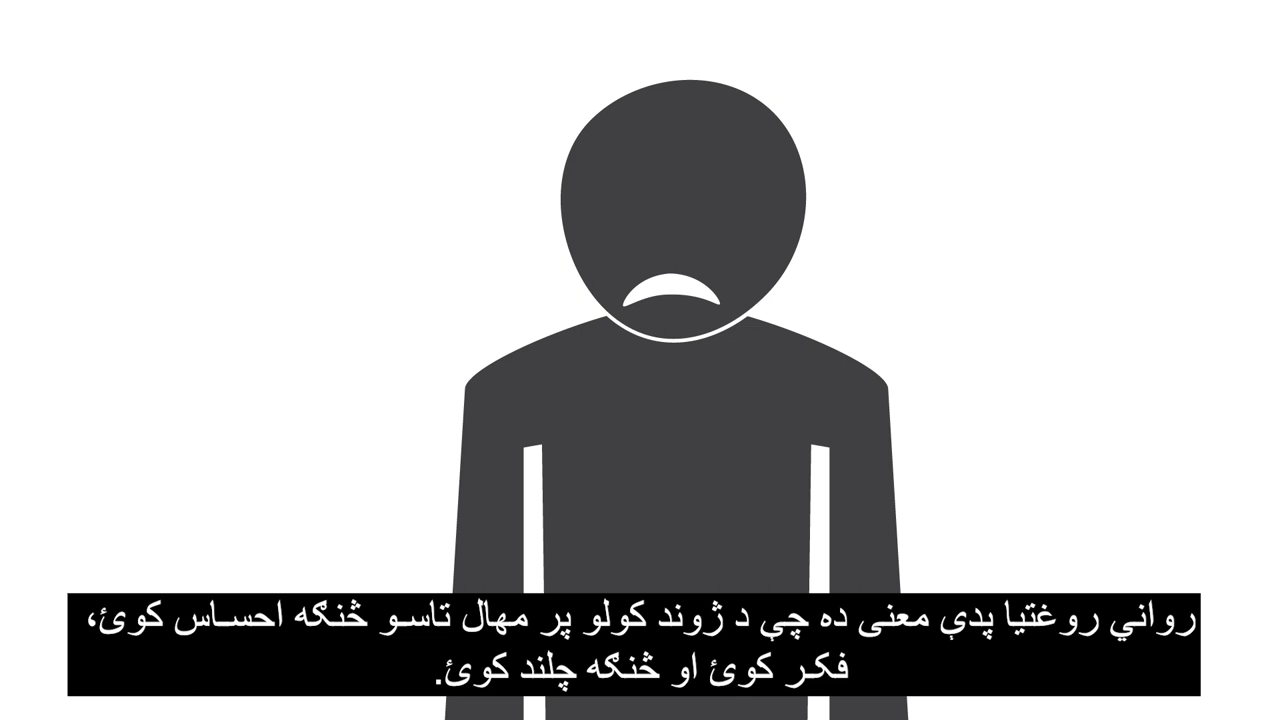 رواني روغتیا پدې معنی ده چې د ژوند کولو پر مهال تاسو څنګه احساس کوئ،
فکر کوئ او څنګه چلند کوئ.